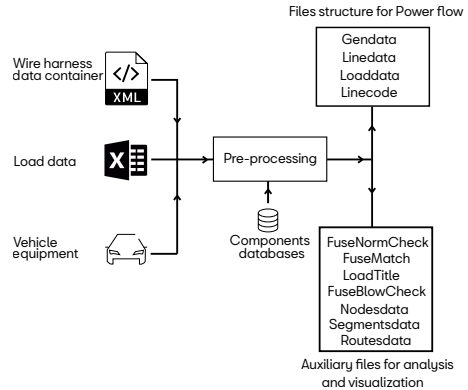 Files structure for Power flow
Gendata
Linedata
Loaddata
Linecode
Wire harness
data container
</>
XML
Load data
X
Pre-processing
Vehicle
equipment
Components
databases
FuseNormCheck
FuseMatch
LoadTitle
FuseBlowCheck
Nodesdata
Segmentsdata
Routesdata
Auxiliary files for analysis
and visualization